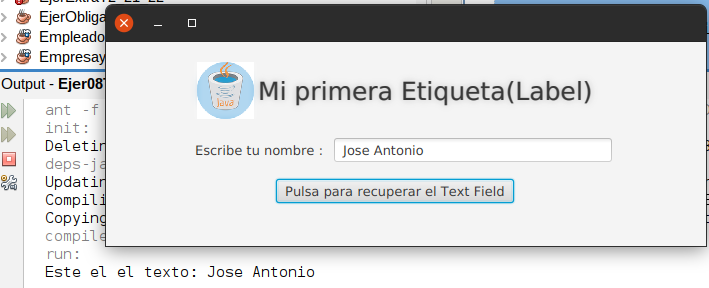 EjerExtra12-21-22
EjerObliga
Empleado
Empresay
Output - Ejer08
ant -f
init:
Deletin
deps-ja
Updatin
Compili
Copying
compile
run:
Este el el texto: Jose Antonio
Java
Mi primera Etiqueta(Label)
Escribe tu nombre : Jose Antonio
Pulsa para recuperar el Text Field